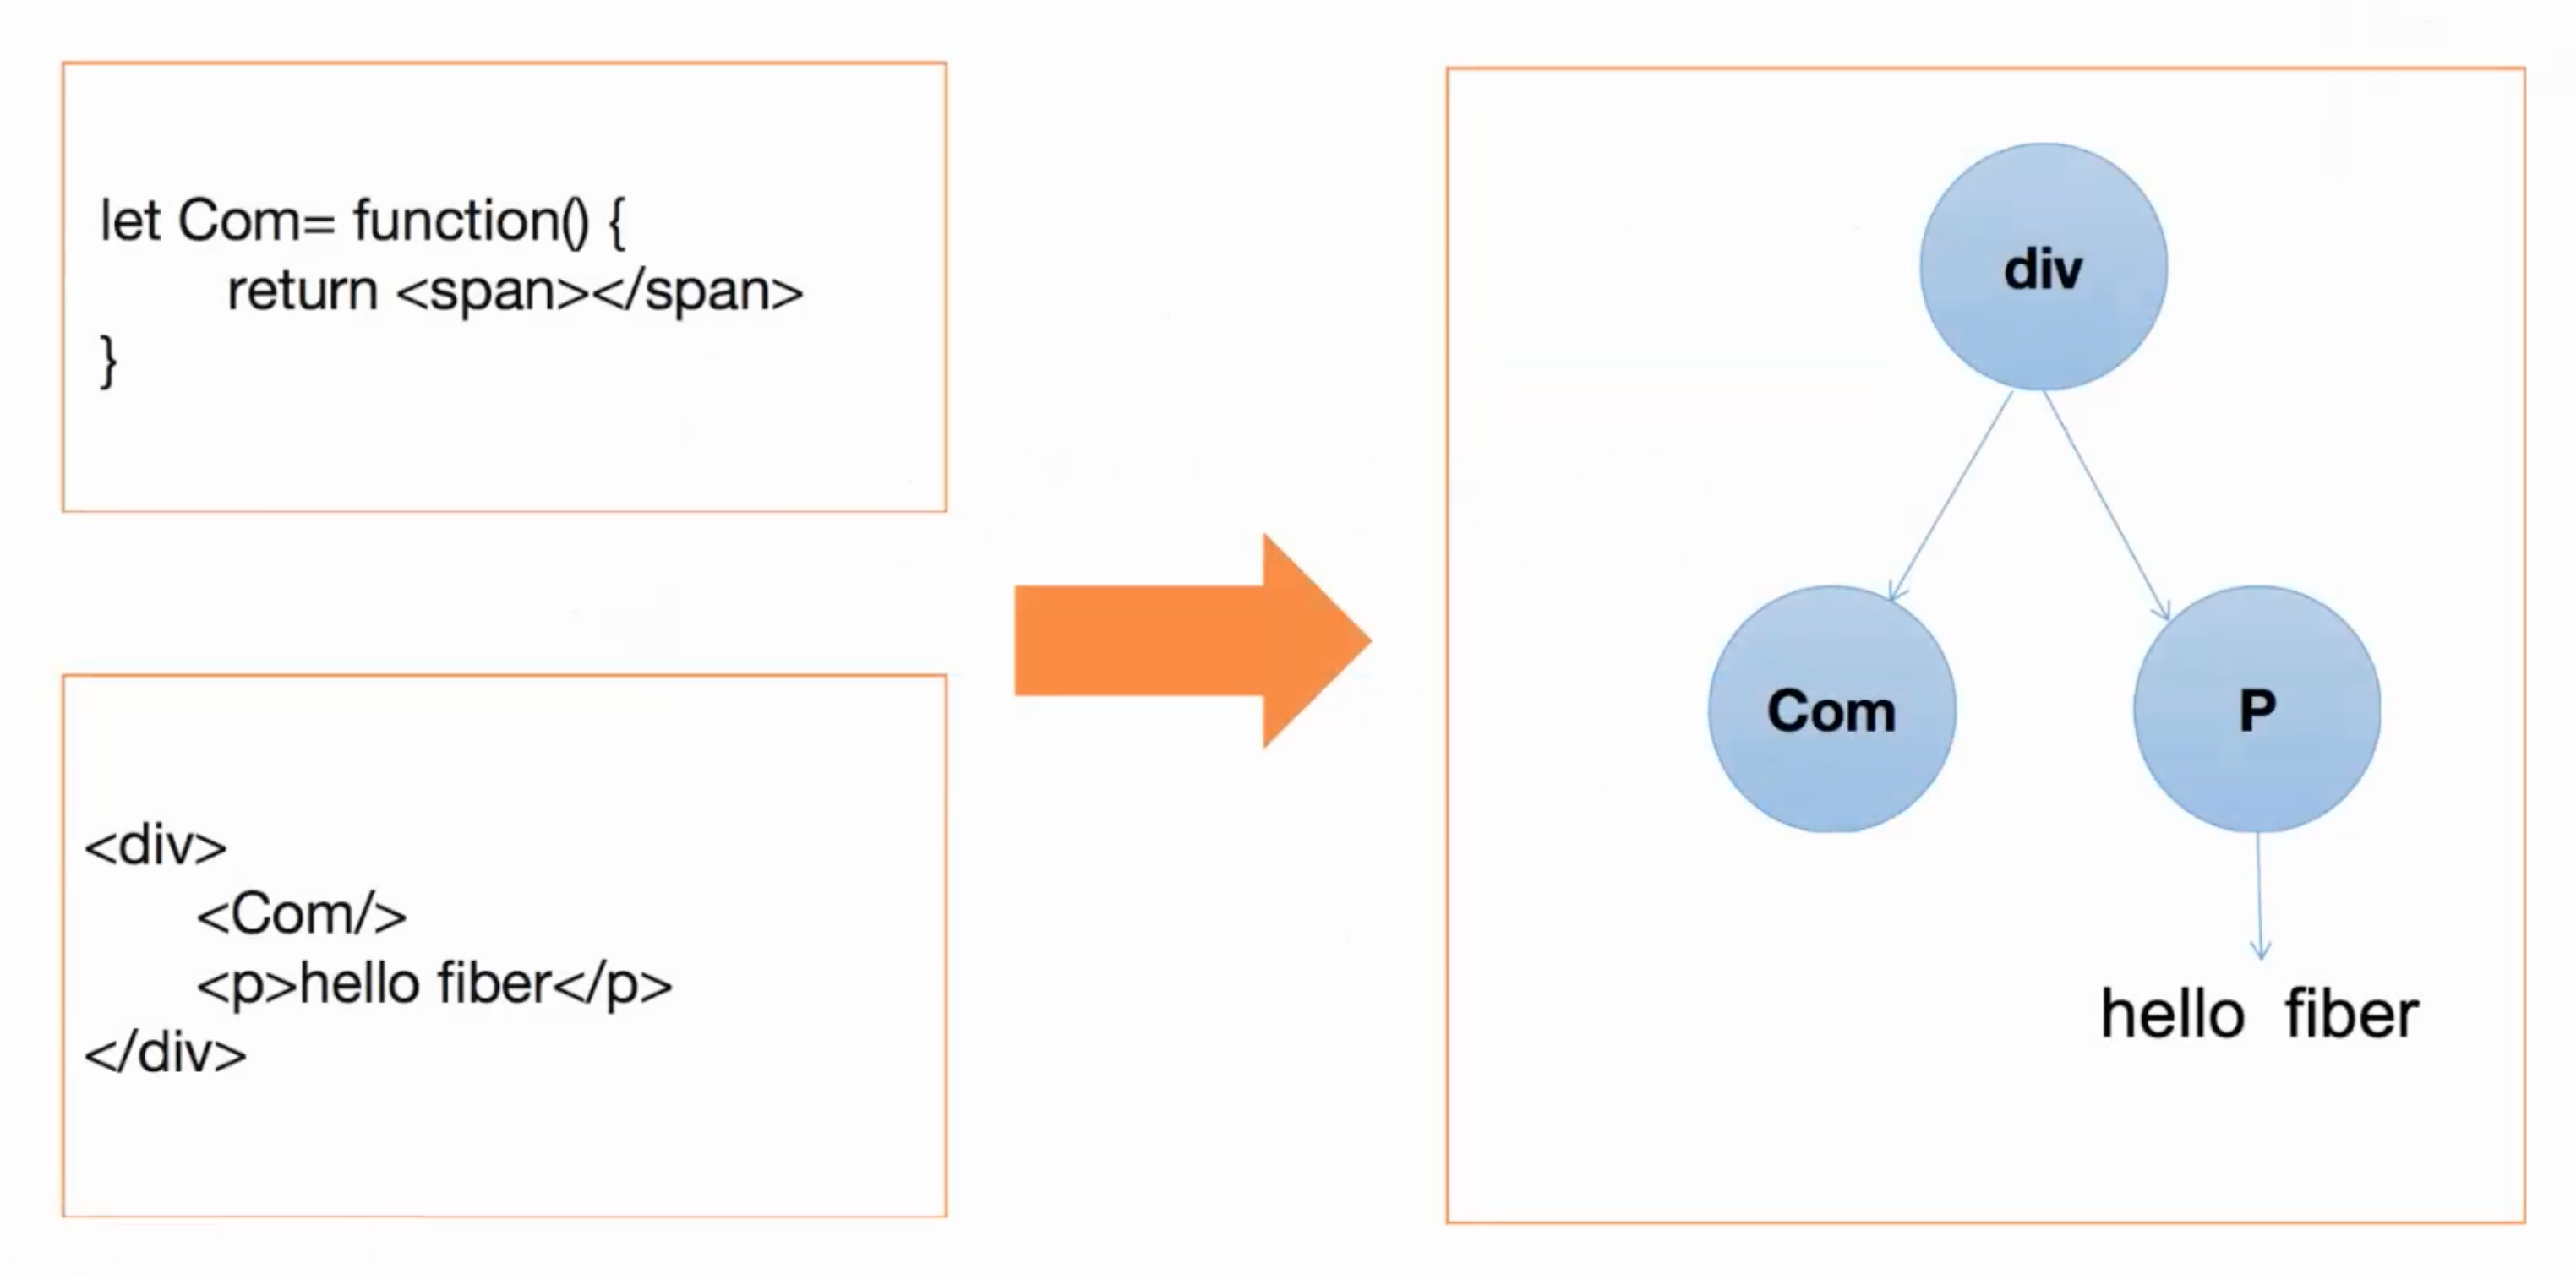 let Com= function() {
return <span></span>
}
<div>
<Com/>
<p>hello fiber</p>
</div>
div
Com
P
hello fiber